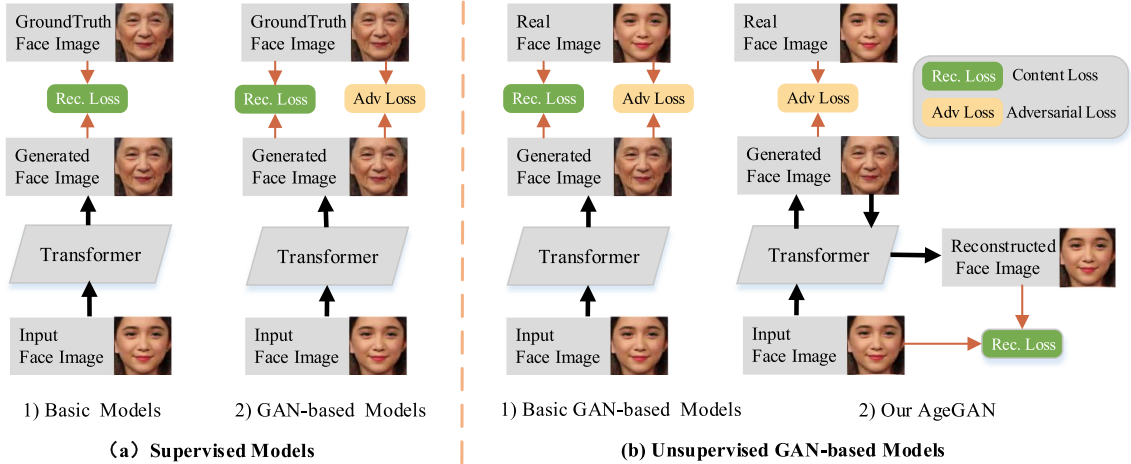 GroundTruth
Face Image
Rec. Loss
Generated
Face Image
Transformer
Input
Face Image
1) Basic Models
GroundTruth
Face Image
Rec. Loss
Adv Loss
Generated
Face Image
Transformer
Input
Face Image
2) GAN-based Models
(a) Supervised Models
Real
Face Image
Rec. Loss
Adv Loss
Generated
Face Image
Transformer
Input
Face Image
1) Basic GAN-based Models
Real
Face Image
Adv Loss
Generated
Face Image
Transformer
Reconstructed
Face Image
Input
Face Image
Rec. Loss
2) Our AgeGAN
(b) Unsupervised GAN-based Models
Rec. Loss Content Loss
Adv Loss Adversarial Loss